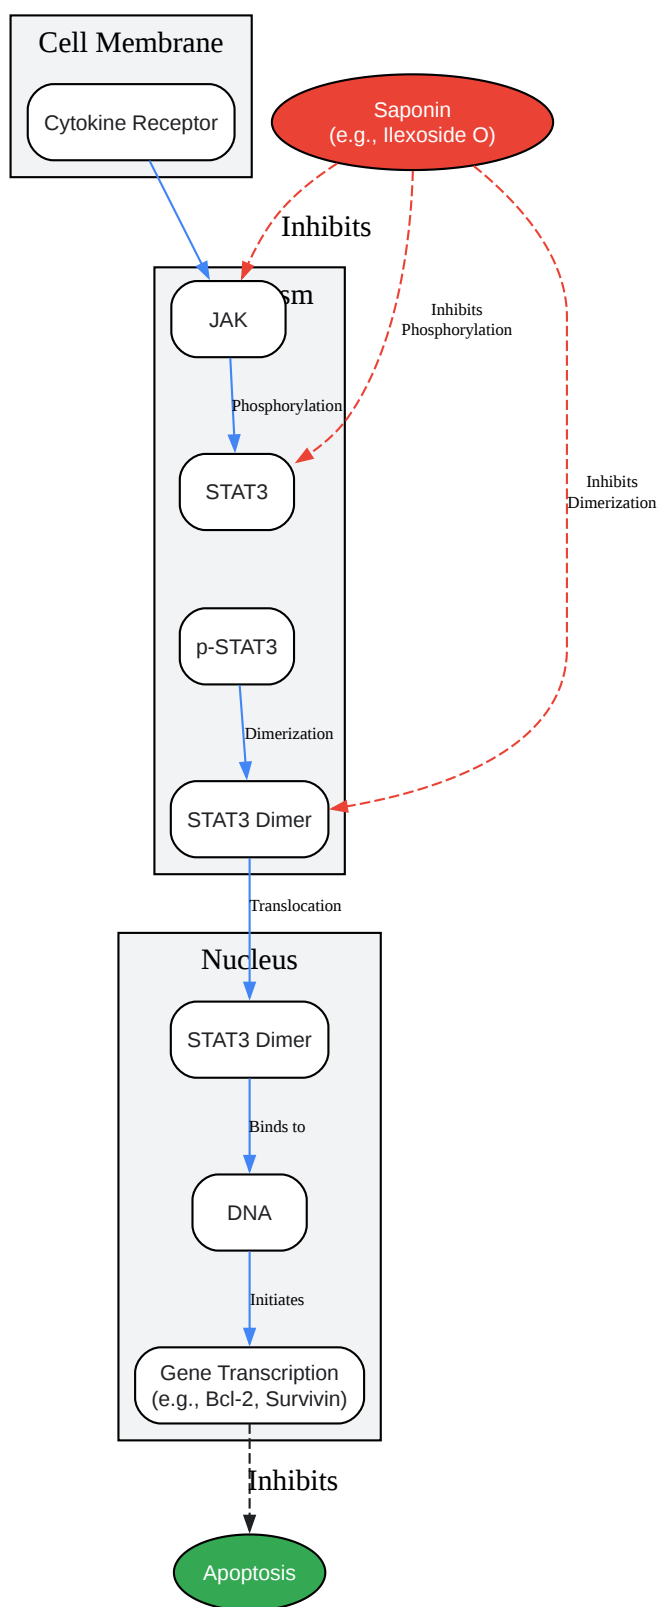 Cell Membrane
Cytokine Receptor
Saponin
(e.g., Ilexoside O)
Inhibits
JAK
Inhibits
Phosphorylation
Phosphorylation
STAT3
Inhibits
Dimerization
p-STAT3
Dimerization
STAT3 Dimer
Translocation
Nucleus
STAT3 Dimer
Binds to
DNA
Initiates
Gene Transcription
(e.g., Bcl-2, Survivin)
Inhibits
Apoptosis